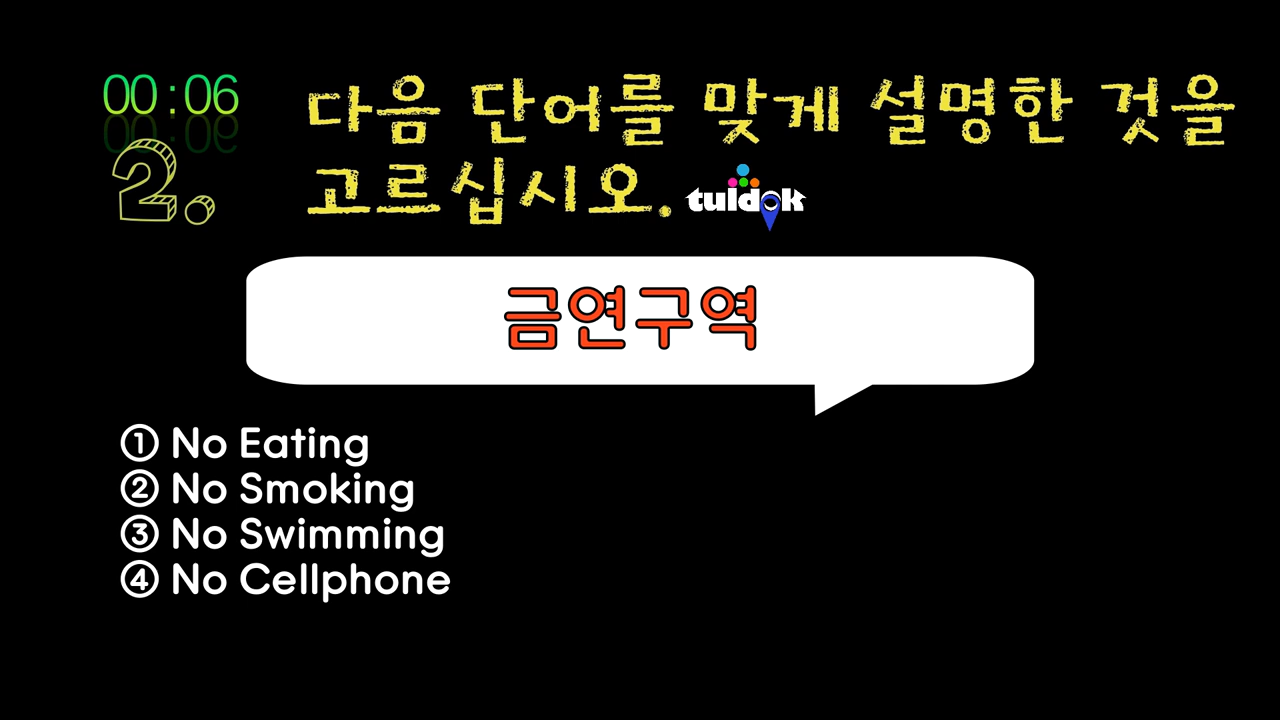 00:06
2.
다음 단어를 맞게 설명한 것을
고르십시오.
tuldok
금연구역
① No Eating
② No Smoking
③ No Swimming
④ No Cellphone